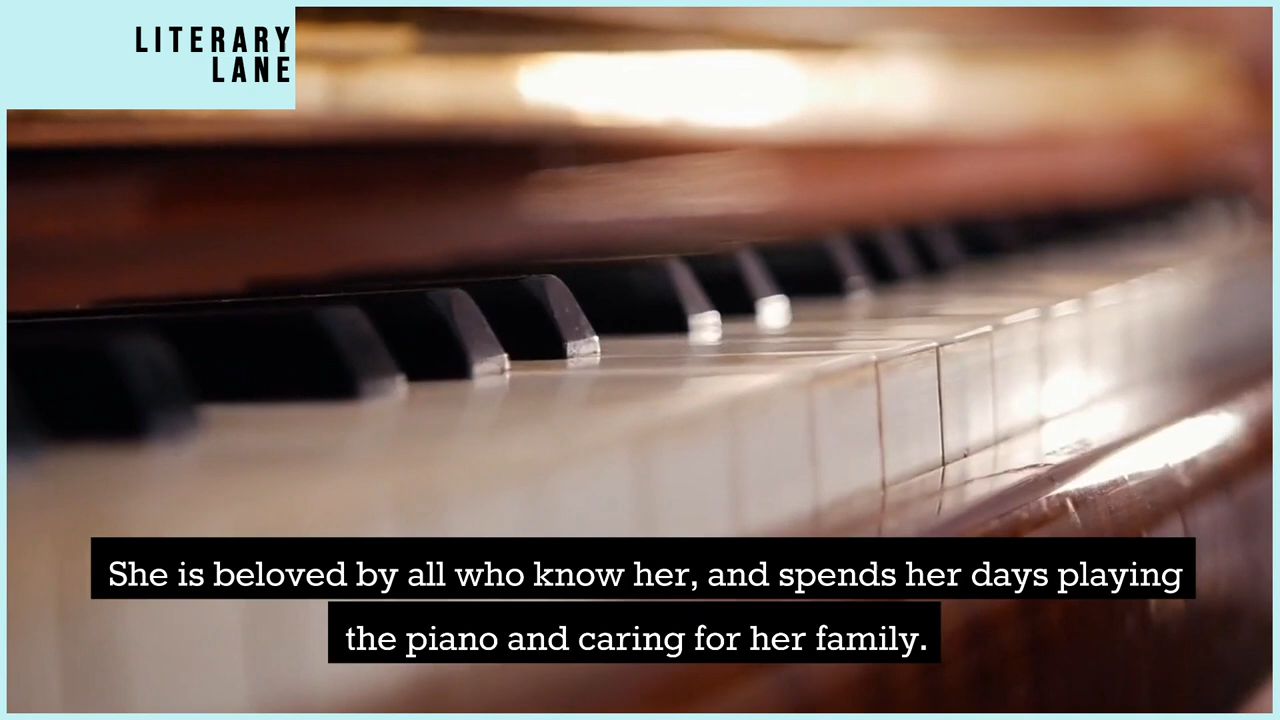 LITERARY
LANE
She is beloved by all who know her, and spends her days playing
the piano and caring for her family.